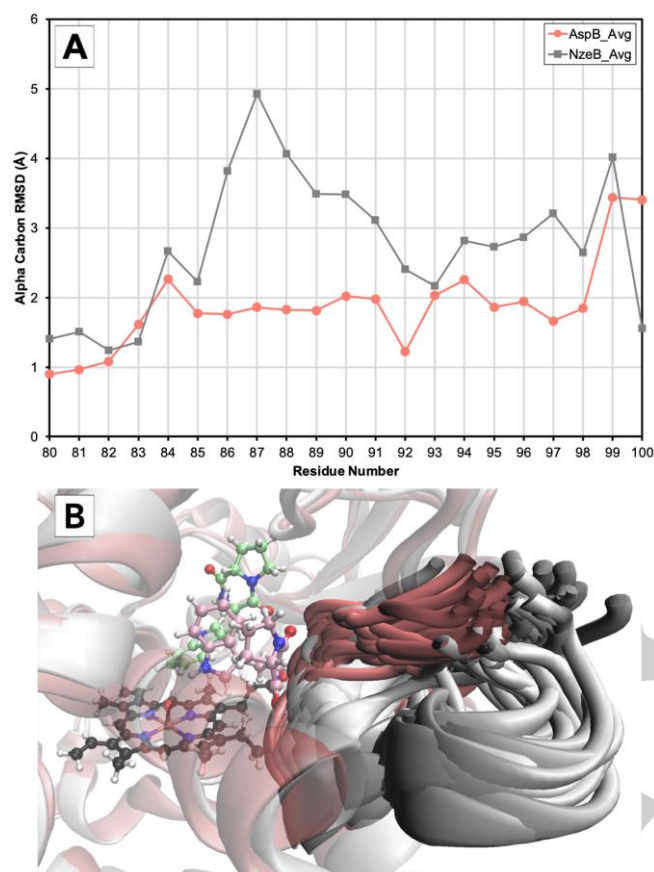 A
AspB_Avg
NzeB_Avg
Alpha Carbon RMSD (Å)
6
5
4
3
2
1
0
80 81 82 83 84 85 86 87 88 89 90 91 92 93 94 95 96 97 98 99 100
Residue Number
B